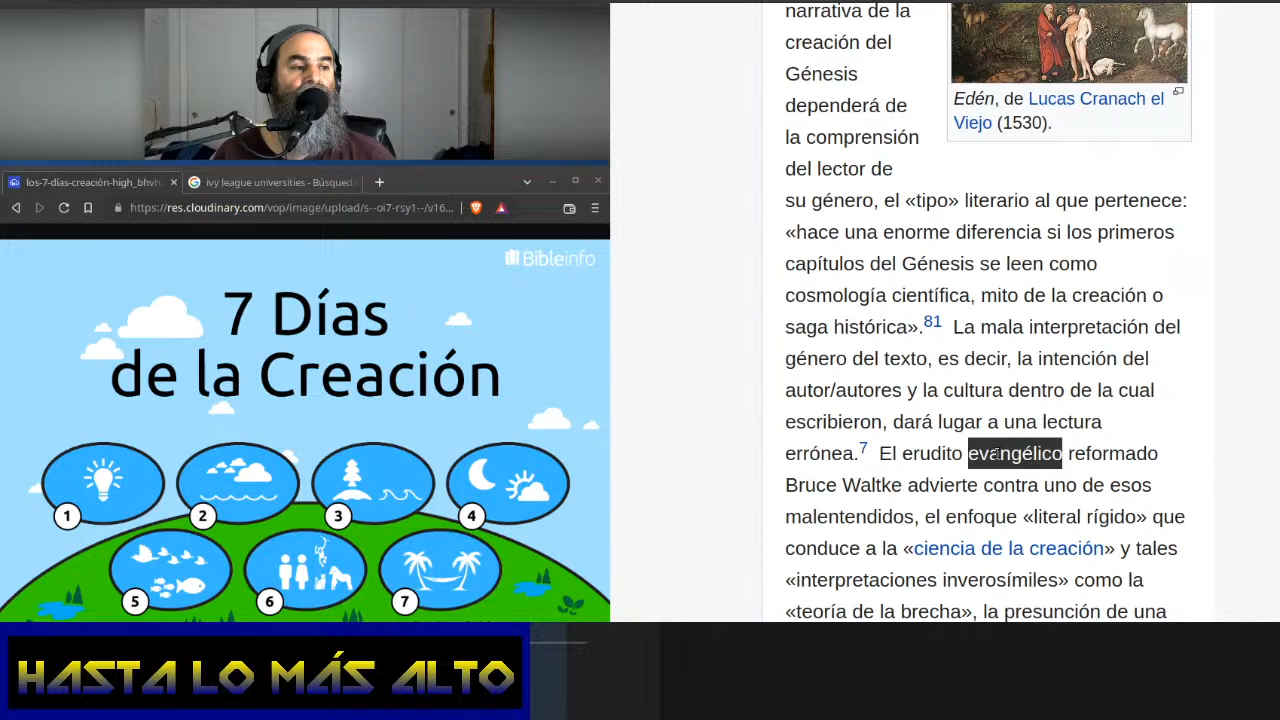 los-7-días-creación-high_bhvh
ivy league universities - Búsqued
https://res.cloudinary.com/vop/image/upload/s--oi7-rsy1--/v16...
Bibleinfo
7 Días
de la Creación
1
2
3
4
5
6
7
HASTA LO MÁS ALTO
narrativa de la
creación del
Génesis
dependerá de
la comprensión
del lector de
Edén, de Lucas Cranach el
Viejo (1530).
su género, el «tipo» literario al que pertenece:
«hace una enorme diferencia si los primeros
capítulos del Génesis se leen como
cosmología científica, mito de la creación o
saga histórica».81 La mala interpretación del
género del texto, es decir, la intención del
autor/autores y la cultura dentro de la cual
escribieron, dará lugar a una lectura
errónea.7 El erudito evangélico reformado
Bruce Waltke advierte contra uno de esos
malentendidos, el enfoque «literal rígido» que
conduce a la «ciencia de la creación» y tales
«interpretaciones inverosímiles» como la
«teoría de la brecha», la presunción de una